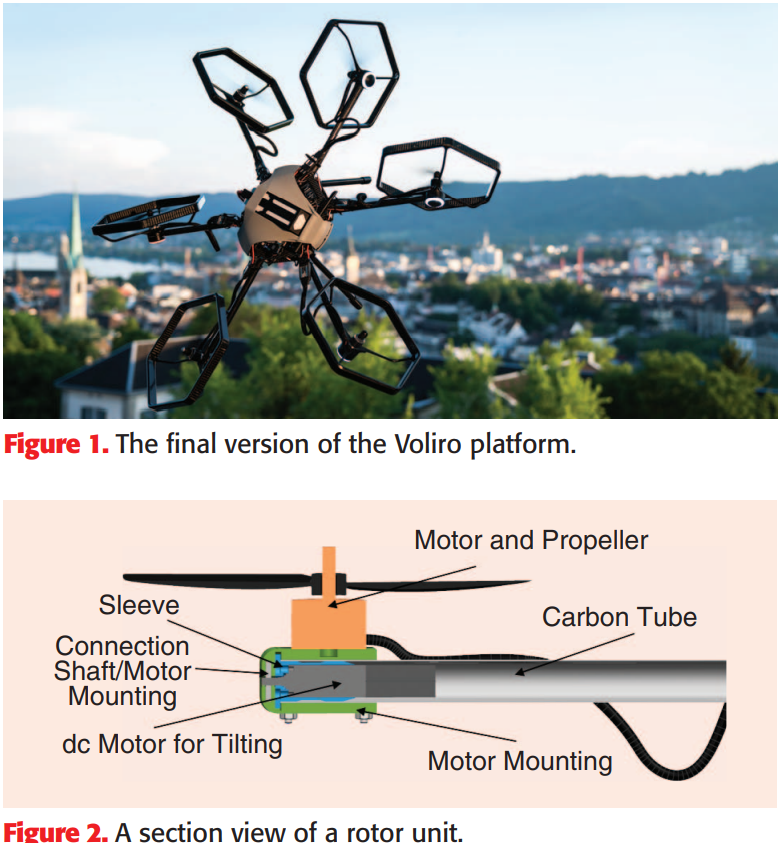 Figure 1. The final version of the Voliro platform.
Motor and Propeller
Sleeve
Carbon Tube
Connection
Shaft/Motor
Mounting
dc Motor for Tilting
Motor Mounting
Figure 2. A section view of a rotor unit.